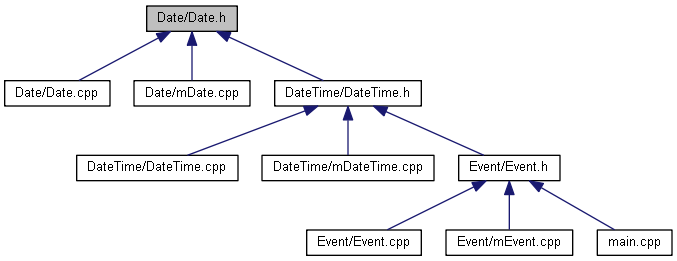 Date/Date.h
Date/Date.cpp
Date/mDate.cpp
DateTime/DateTime.h
DateTime/DateTime.cpp
DateTime/mDateTime.cpp
Event/Event.h
Event/Event.cpp
Event/mEvent.cpp
main.cpp